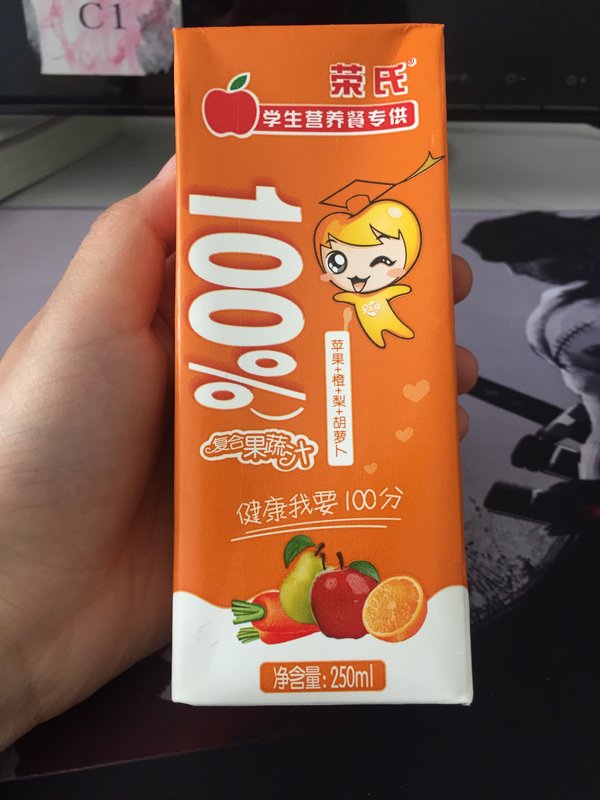 C1
荣氏®
学生营养餐专供
100%
苹果+橙+梨+胡萝卜
复合果蔬汁
健康我要100分
净含量:250ml